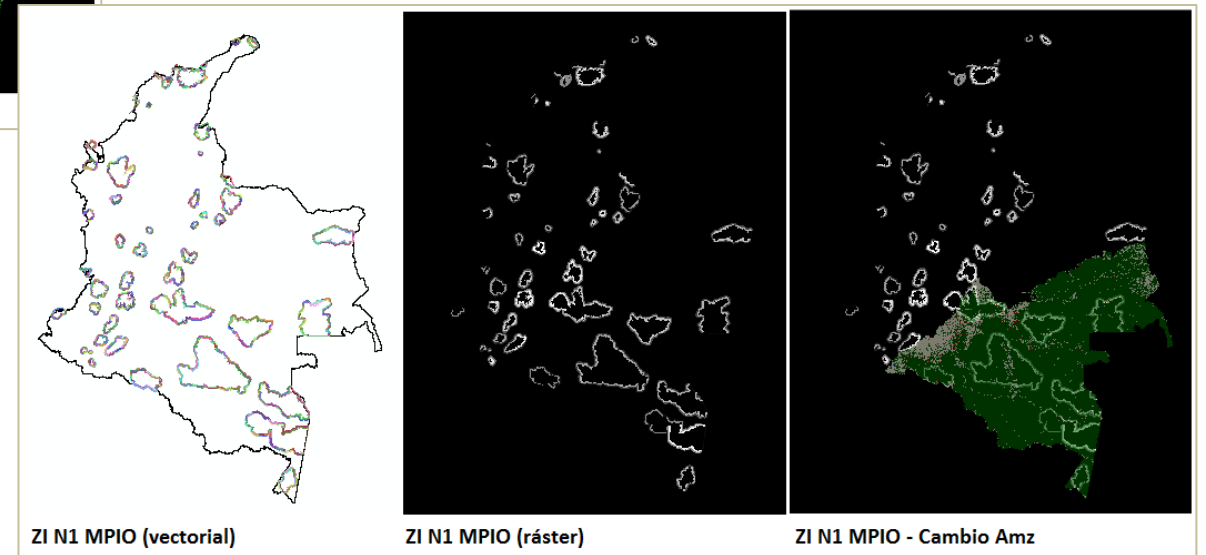 ZI N1 MPIO (vectorial)
ZI N1 MPIO (ráster)
ZI N1 MPIO - Cambio Amz